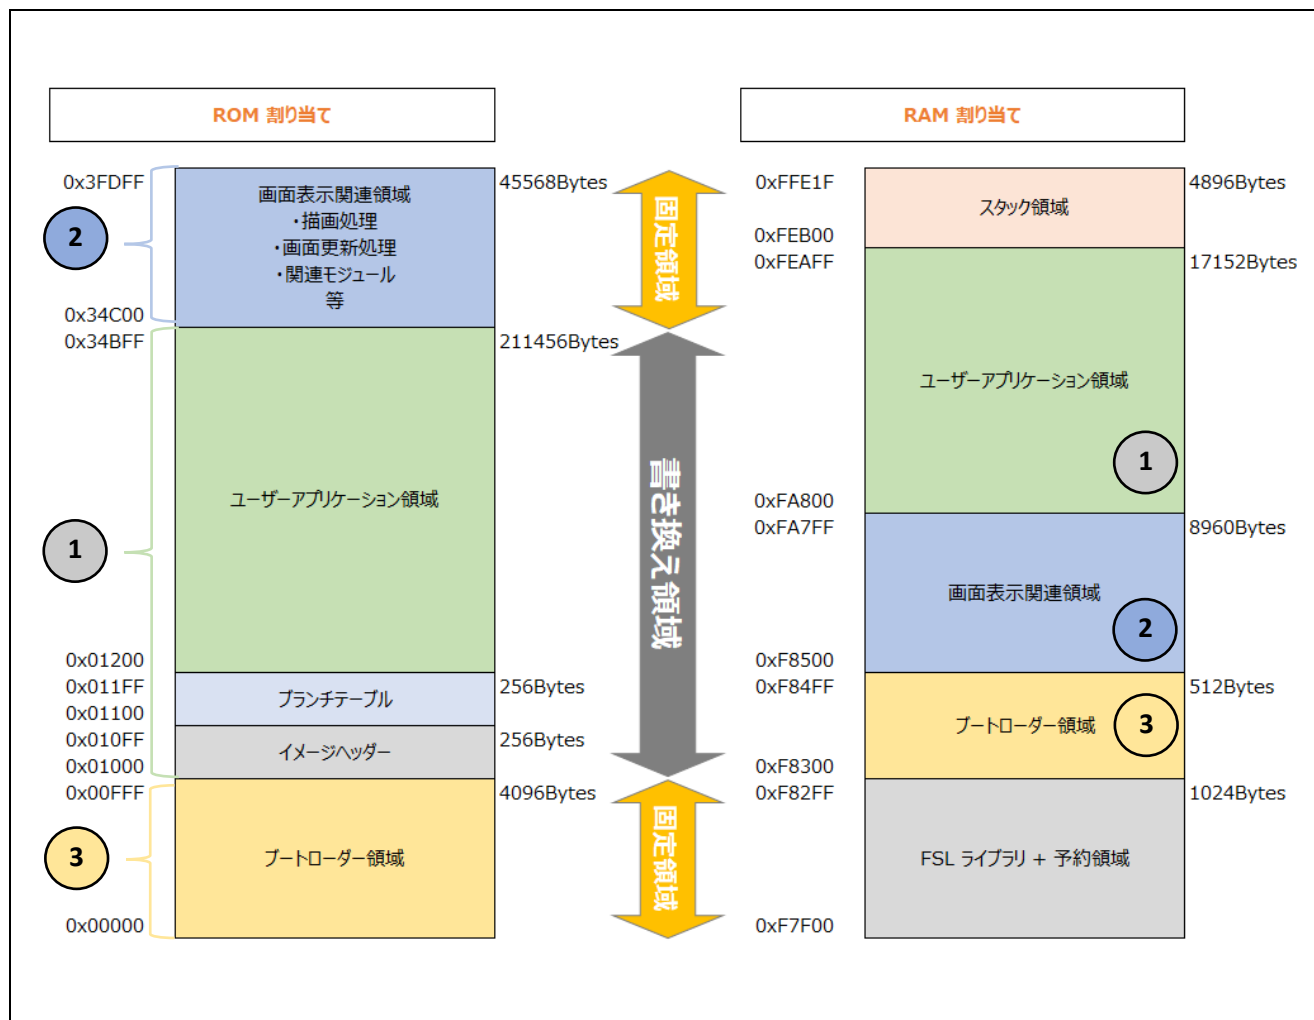 ROM 割り当て
0x3FDFF
画面表示関連領域
・描画処理
・画面更新処理
・関連モジュール
等
45568Bytes
2
0x34C00
0x34BFF
211456Bytes
ユーザーアプリケーション領域
1
0x01200
0x011FF
ブランチテーブル
256Bytes
0x01100
0x010FF
イメージヘッダー
256Bytes
0x01000
0x00FFF
4096Bytes
ブートローダー領域
3
0x00000
固定領域
書き換え領域
固定領域
RAM 割り当て
0xFFE1F
スタック領域
4896Bytes
0xFEB00
0xFEAFF
17152Bytes
ユーザーアプリケーション領域
1
0xFA800
0xFA7FF
8960Bytes
画面表示関連領域
2
0xF8500
0xF84FF
512Bytes
ブートローダー領域
3
0xF8300
0xF82FF
1024Bytes
FSL ライブラリ + 予約領域
0xF7F00